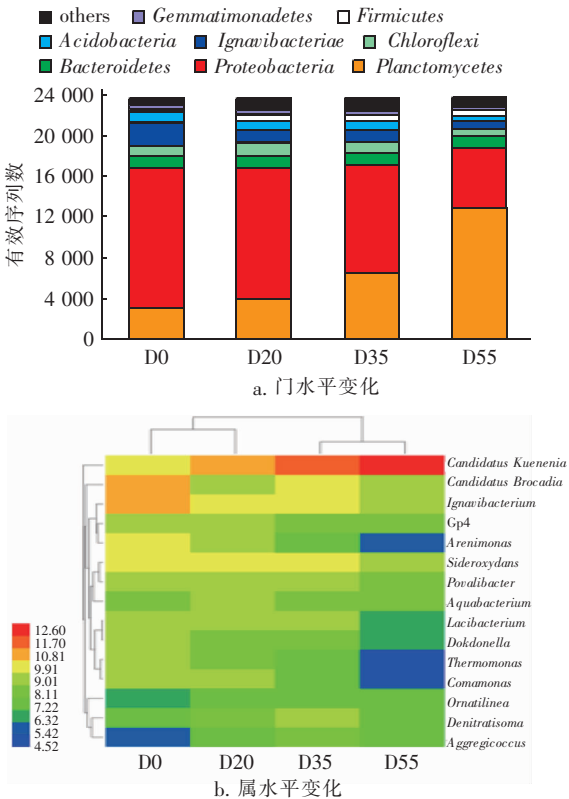 others Gemmatimonadetes Firmicutes
Acidobacteria Ignavibacteriae Chloroflexi
Bacteroidetes Proteobacteria Planctomycetes
有效序列数
24 000
20 000
16 000
12 000
8 000
4 000
0
D0 D20 D35 D55
a. 门水平变化
Candidatus Kuenenia
Candidatus Brocadia
Ignavibacterium
Gp4
Arenimonas
Sideroxydans
Povalibacter
Aquabacterium
Lacibacterium
Dokdonella
Thermomonas
Comamonas
Ornatilinea
Denitratisoma
Aggregicoccus
12.60
11.70
10.81
9.91
9.01
8.11
7.22
6.32
5.42
4.52
D0 D20 D35 D55
b. 属水平变化